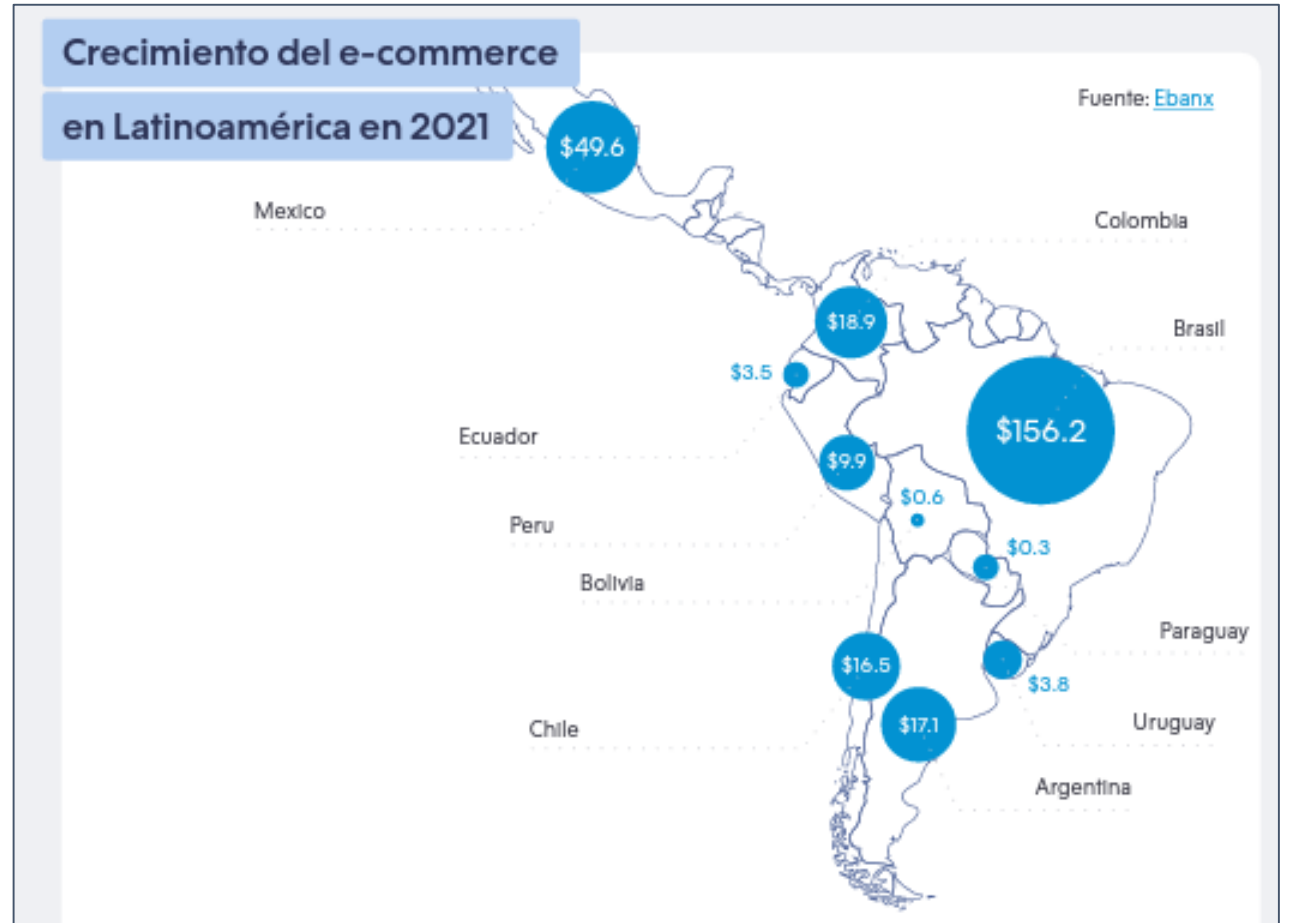 Crecimiento del e-commerce
en Latinoamérica en 2021
Fuente: Ebanx
$49.6
Mexico
Colombia
$18.9
Brasil
$3.5
$156.2
Ecuador
$9.9
$0.6
Peru
$0.3
Bolivia
Paraguay
$16.5
$3.8
Chile
$17.1
Uruguay
Argentina